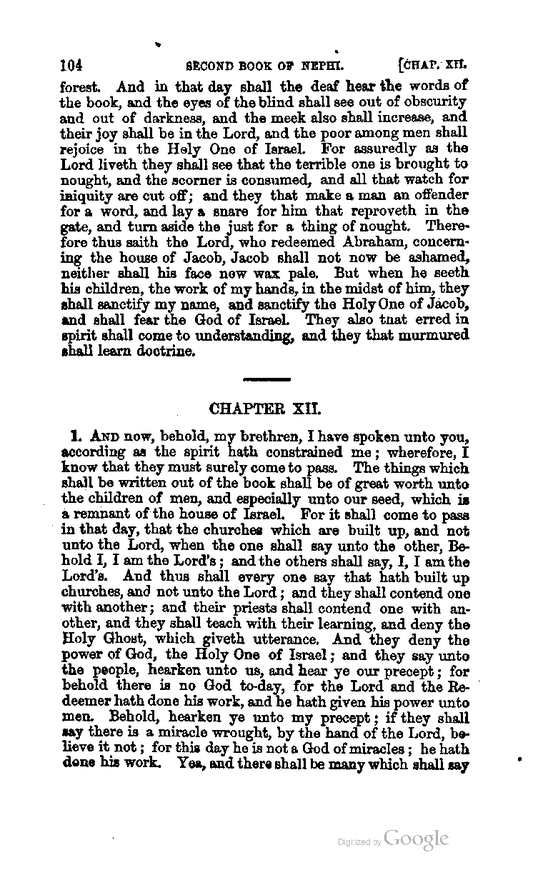 104 SECOND BOOK OF NEPHI. [CHAP. XII.
forest. And in that day shall the deaf hear the words of
the book, and the eyes of the blind shall see out of obscurity
and out of darkness, and the meek also shall increase, and
their joy shall be in the Lord, and the poor among men shall
rejoice in the Holy One of Israel. For assuredly as the
Lord liveth they shall see that the terrible one is brought to
nought, and the scorner is consumed, and all that watch for
iniquity are cut off; and they that make a man an offender
for a word, and lay a snare for him that reproveth in the
gate, and turn aside the just for a thing of nought. There-
fore thus saith the Lord, who redeemed Abraham, concern-
ing the house of Jacob, Jacob shall not now be ashamed,
neither shall his face now wax pale. But when he seeth
his children, the work of my hands, in the midst of him, they
shall sanctify my name, and sanctify the Holy One of Jacob,
and shall fear the God of Israel. They also that erred in
spirit shall come to understanding, and they that murmured
shall learn doctrine.
CHAPTER XII.
1. AND now, behold, my brethren, I have spoken unto you,
according as the spirit hath constrained me; wherefore, I
know that they must surely come to pass. The things which
shall be written out of the book shall be of great worth unto
the children of men, and especially unto our seed, which is
a remnant of the house of Israel. For it shall come to pass
in that day, that the churches which are built up, and not
unto the Lord, when the one shall say unto the other, Be-
hold I, I am the Lord's; and the others shall say, I, I am the
Lord's. And thus shall every one say that hath built up
churches, and not unto the Lord; and they shall contend one
with another; and their priests shall contend one with an-
other, and they shall teach with their learning, and deny the
Holy Ghost, which giveth utterance. And they deny the
power of God, the Holy One of Israel; and they say unto
the people, hearken unto us, and hear ye our precept; for
behold there is no God to-day, for the Lord and the Re-
deemer hath done his work, and he hath given his power unto
men. Behold, hearken ye unto my precept; if they shall
say there is a miracle wrought, by the hand of the Lord, be-
lieve it not; for this day he is not a God of miracles; he hath
done his work. Yea, and there shall be many which shall say
Digitized by Google